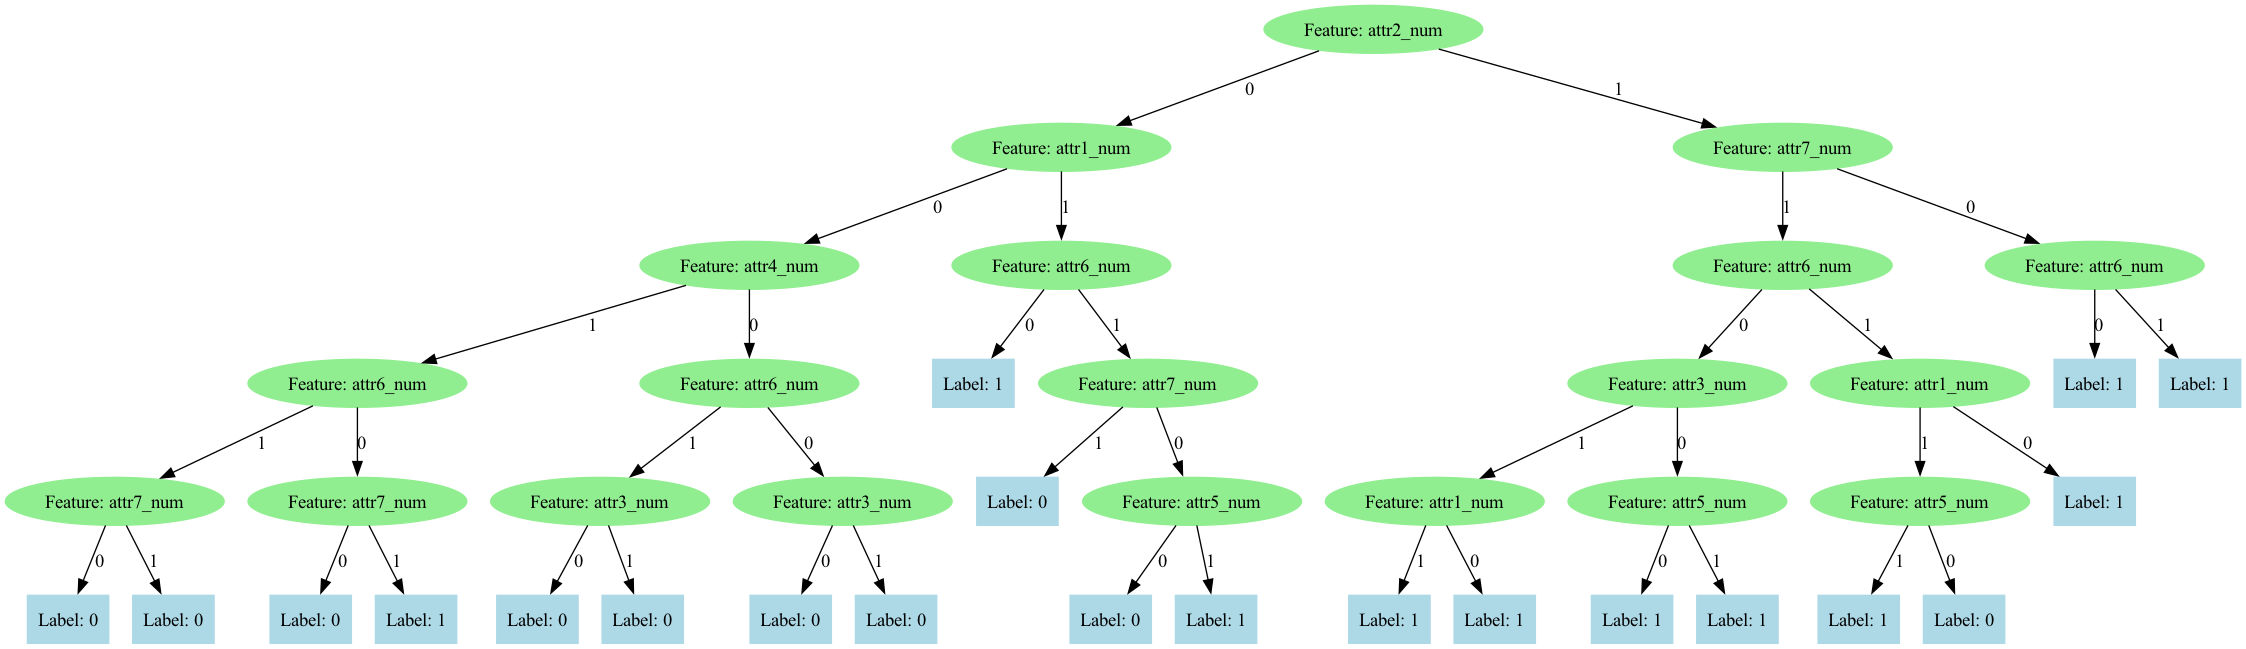 Feature: attr2_num
0
1
Feature: attr1_num
Feature: attr7_num
0
1
1
0
Feature: attr4_num
Feature: attr6_num
Feature: attr6_num
Feature: attr6_num
1
0
0
1
0
1
0
1
Feature: attr6_num
Feature: attr6_num
Label: 1
Feature: attr7_num
Feature: attr3_num
Feature: attr1_num
Label: 1
Label: 1
1
0
1
0
1
0
1
0
1
0
Feature: attr7_num
Feature: attr7_num
Feature: attr3_num
Feature: attr3_num
Label: 0
Feature: attr5_num
Feature: attr1_num
Feature: attr5_num
Feature: attr5_num
Label: 1
0
1
0
1
0
1
0
1
0
1
1
0
0
1
1
0
Label: 0
Label: 0
Label: 0
Label: 1
Label: 0
Label: 0
Label: 0
Label: 0
Label: 0
Label: 1
Label: 1
Label: 1
Label: 1
Label: 1
Label: 1
Label: 0